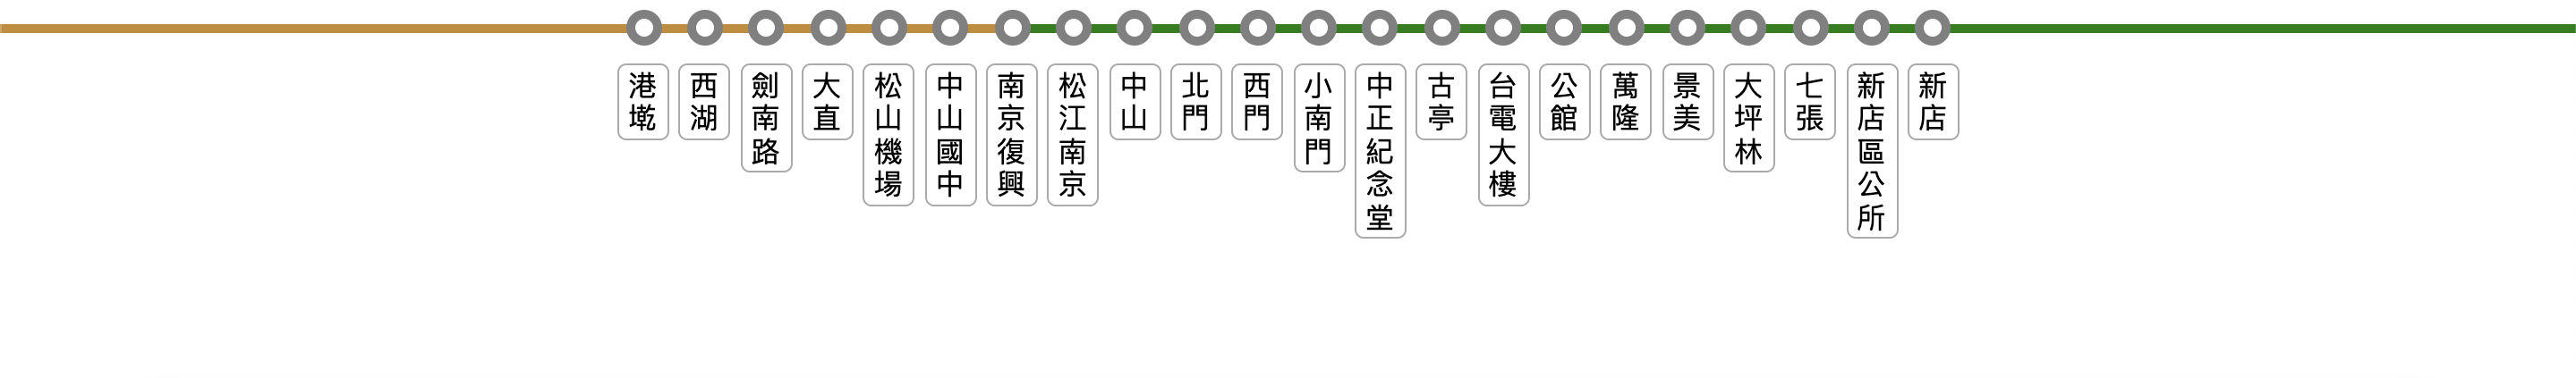 港墘
西湖
劍南路
大直
松山機場
中山國中
南京復興
松江南京
中山
北門
西門
小南門
中正紀念堂
古亭
台電大樓
公館
萬隆
景美
大坪林
七張
新店區公所
新店